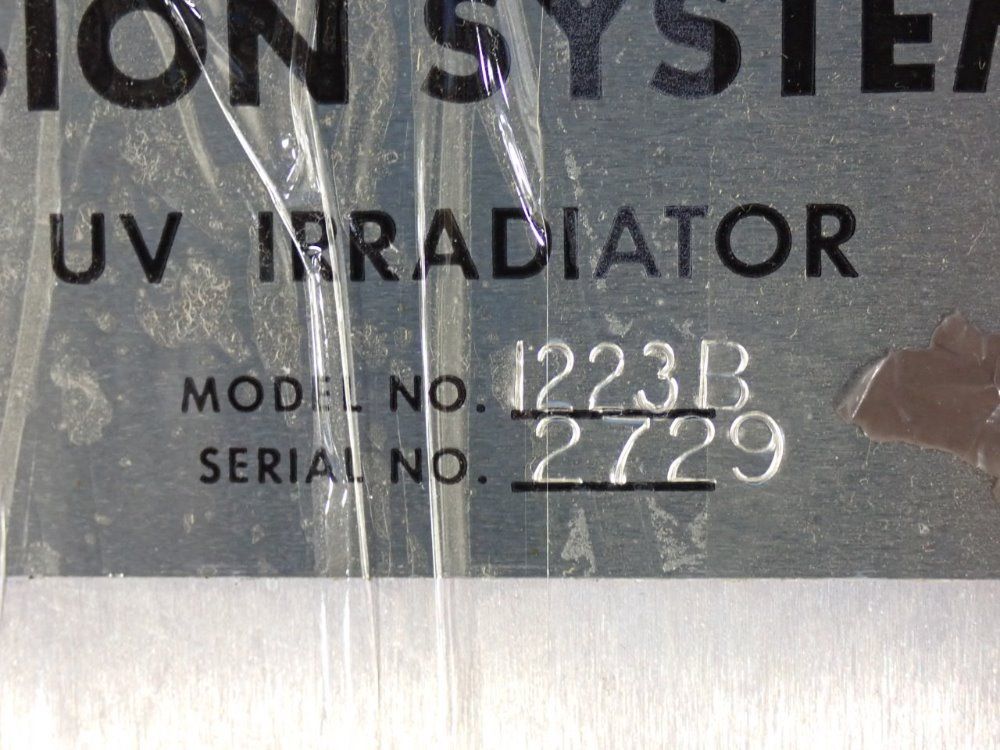 SION SYSTEM
UV IRRADIATOR
MODEL NO. 1223B
SERIAL NO. 2729